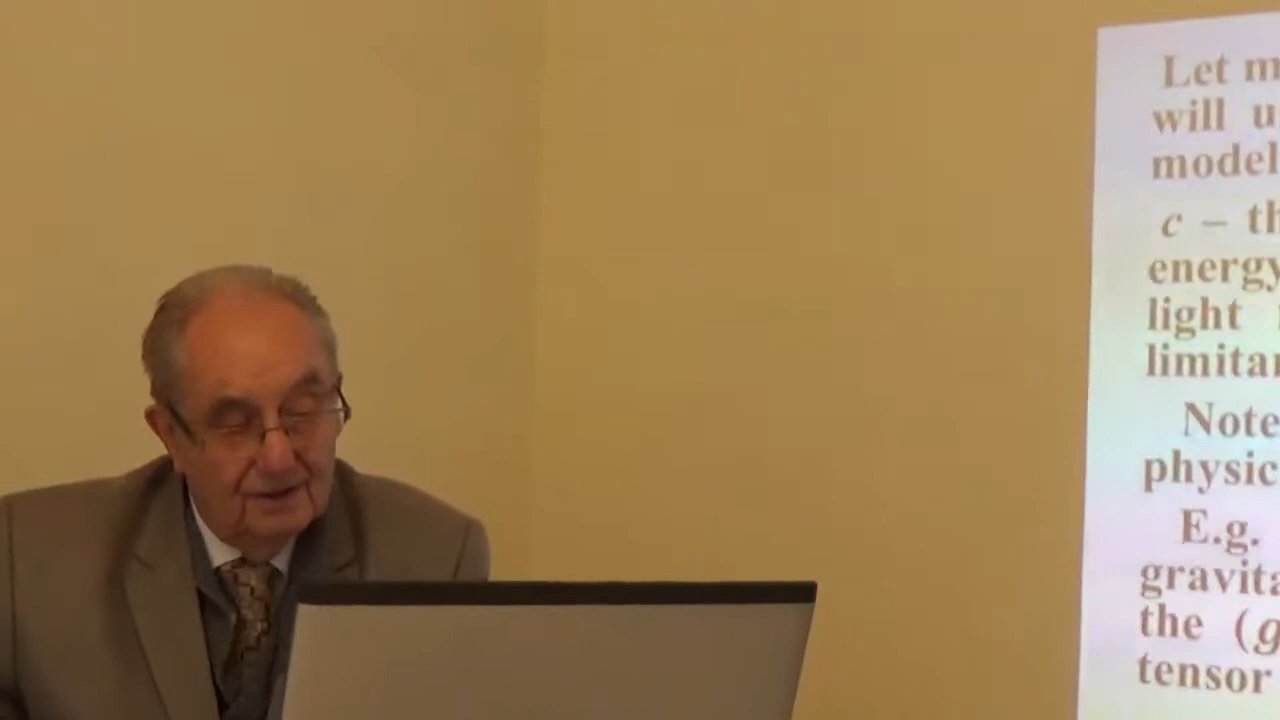 Let m
will u
model
c – th
energy
light
limitar
Note
physic
E.g.
gravita
the (g
tensor